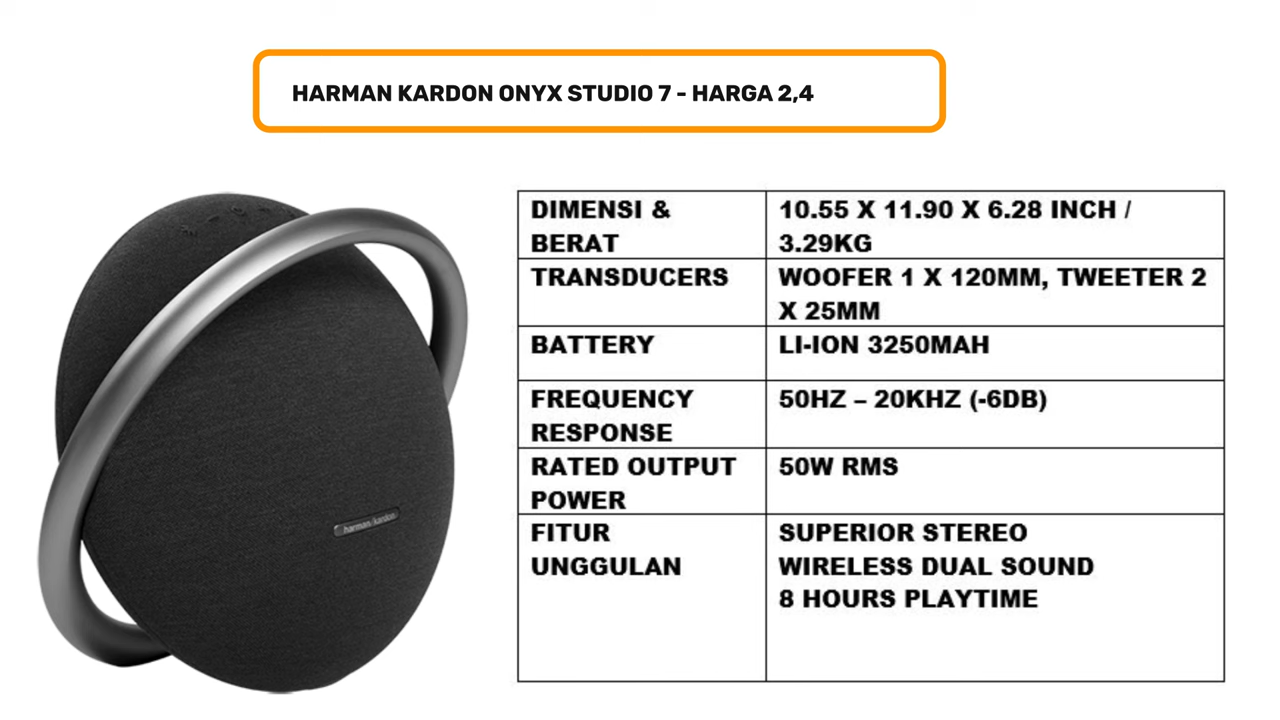 HARMAN KARDON ONYX STUDIO 7 - HARGA 2,4
DIMENSI &
BERAT
10.55 X 11.90 X 6.28 INCH /
3.29KG
TRANSDUCERS
WOOFER 1 X 120MM, TWEETER 2
X 25MM
BATTERY
LI-ION 3250MAH
FREQUENCY
RESPONSE
50HZ – 20KHZ (-6DB)
RATED OUTPUT
POWER
50W RMS
FITUR
UNGGULAN
SUPERIOR STEREO
WIRELESS DUAL SOUND
8 HOURS PLAYTIME
harman/kardon